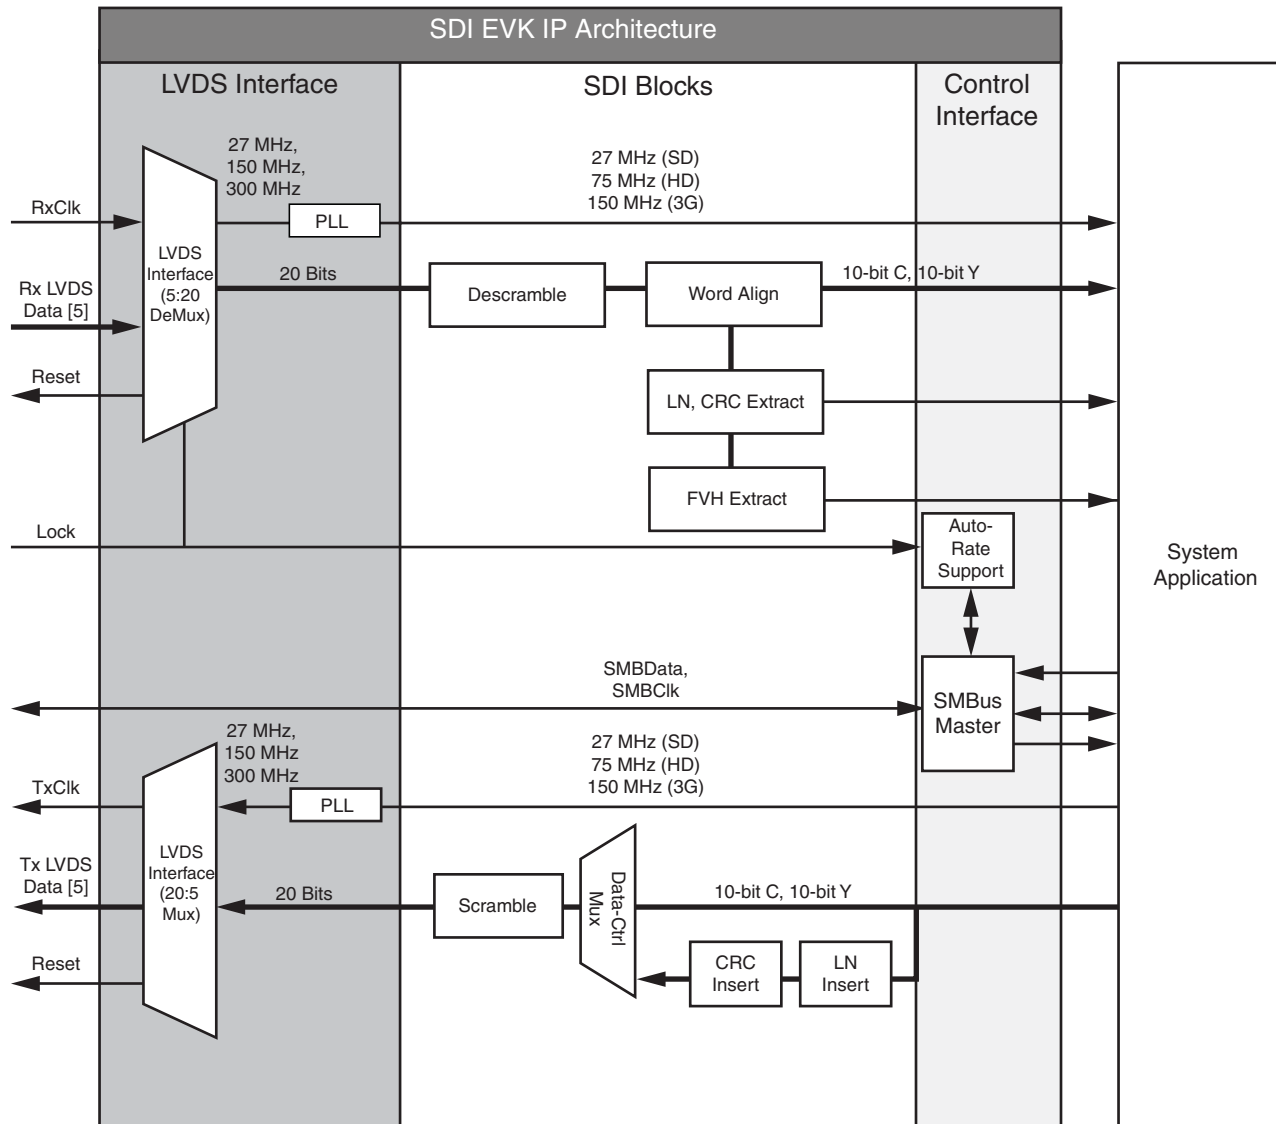 SDI EVK IP Architecture
LVDS Interface
SDI Blocks
Control
Interface
27 MHz,
150 MHz,
300 MHz
27 MHz (SD)
75 MHz (HD)
150 MHz (3G)
RxClk
PLL
LVDS
Interface
(5:20
DeMux)
Rx LVDS
Data [5]
20 Bits
Descramble
Word Align
10-bit C, 10-bit Y
Reset
LN, CRC Extract
FVH Extract
Lock
Auto-
Rate
Support
System
Application
SMBData,
SMBClk
SMBus
Master
27 MHz,
150 MHz
300 MHz
27 MHz (SD)
75 MHz (HD)
150 MHz (3G)
TxClk
PLL
LVDS
Interface
(20:5
Mux)
Tx LVDS
Data [5]
20 Bits
Scramble
Data-Ctrl
Mux
10-bit C, 10-bit Y
Reset
CRC
Insert
LN
Insert